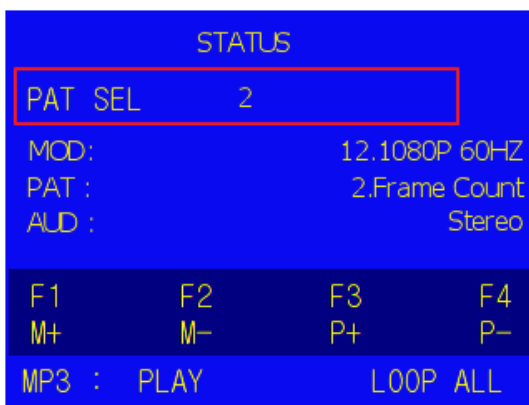 STATUS
PAT SEL 2
MOD: 12.1080P 60HZ
PAT : 2.Frame Count
AUD : Stereo
F1 F2 F3 F4
M+ M- P+ P-
MP3 : PLAY LOOP ALL